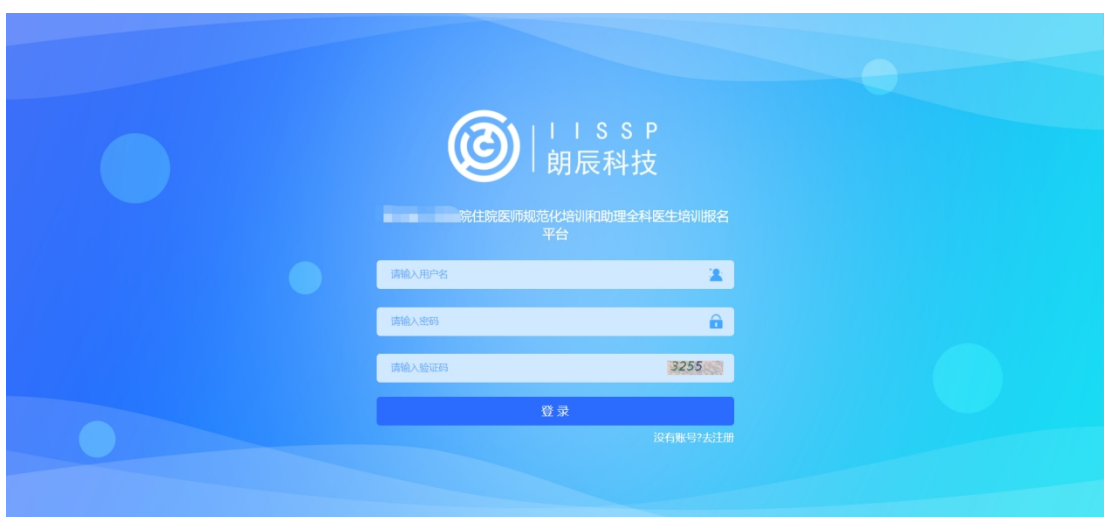 IISSP
朗辰科技
院住院医师规范化培训和助理全科医生培训报名
平台
请输入用户名
请输入密码
请输入验证码
3255
登录
没有账号?去注册